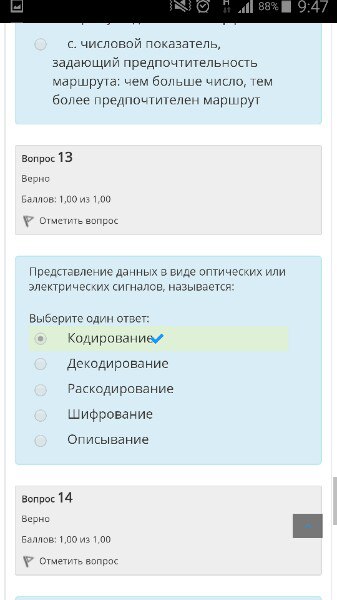 88% 9:47
с. числовой показатель,
задающий предпочтительность
маршрута: чем больше число, тем
более предпочтителен маршрут
Вопрос 13
Верно
Баллов: 1,00 из 1,00
Отметить вопрос
Представление данных в виде оптических или
электрических сигналов, называется:
Выберите один ответ:
Кодирование
Декодирование
Раскодирование
Шифрование
Описывание
Вопрос 14
Верно
Баллов: 1,00 из 1,00
Отметить вопрос